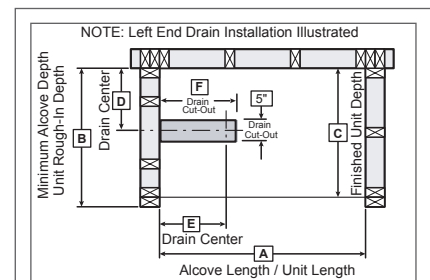 NOTE: Left End Drain Installation Illustrated
Minimum Alcove Depth
Unit Rough-In Depth
B
Drain Center
D
F
Drain
Cut-Out
5"
Drain
Cut-Out
C
Finished Unit Depth
E
Drain Center
A
Alcove Length / Unit Length